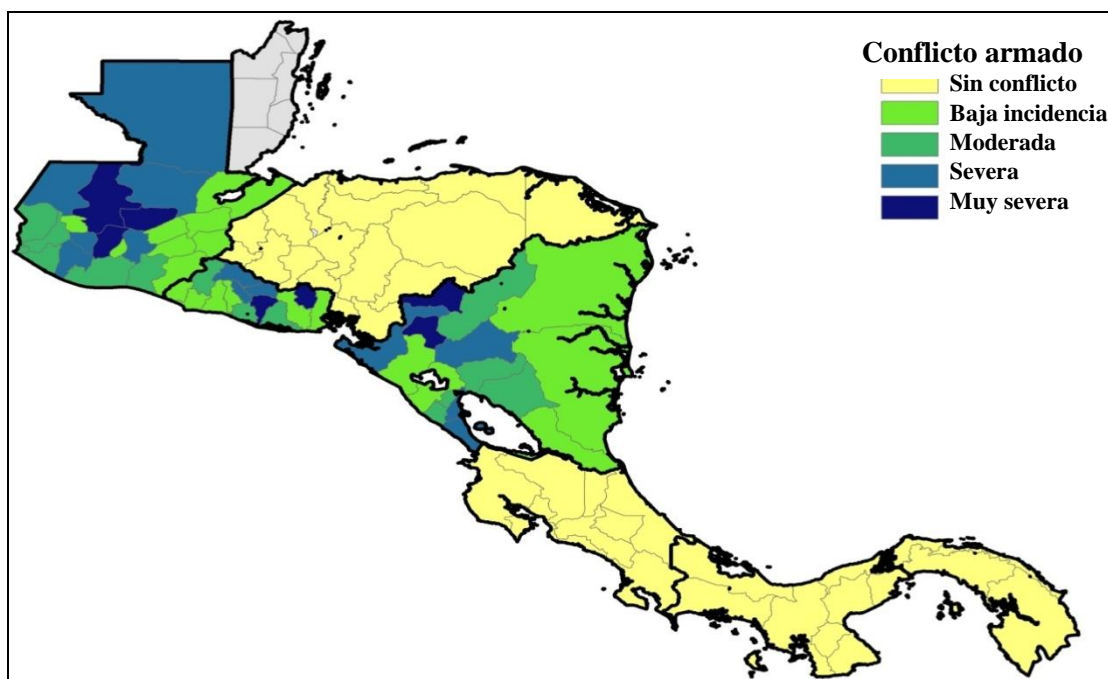 Conflicto armado
Sin conflicto
Baja incidencia
Moderada
Severa
Muy severa